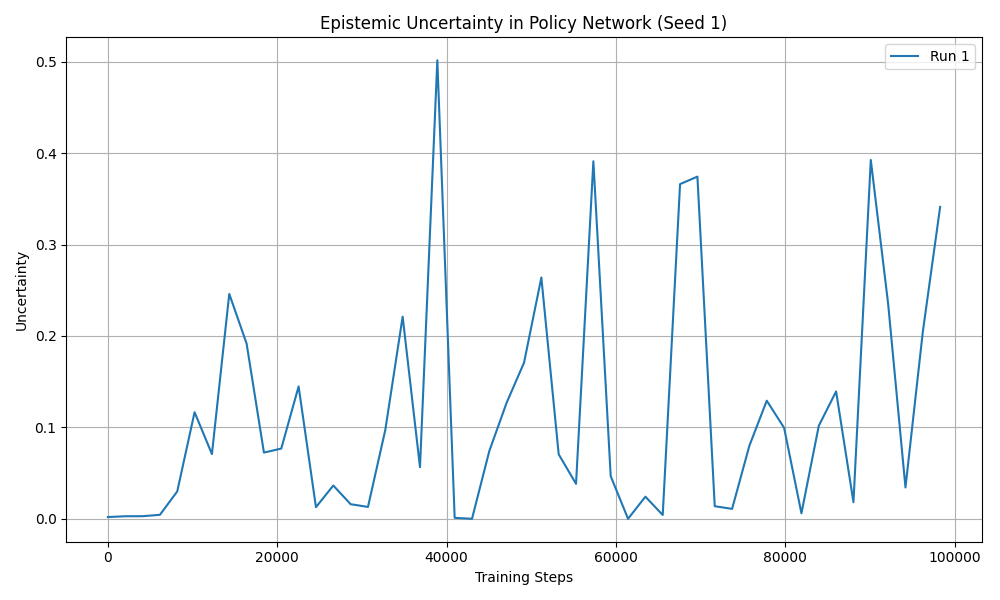 Epistemic Uncertainty in Policy Network (Seed 1)
Run 1
0.5
0.4
0.3
0.2
0.1
0.0
Uncertainty
0 20000 40000 60000 80000 100000
Training Steps